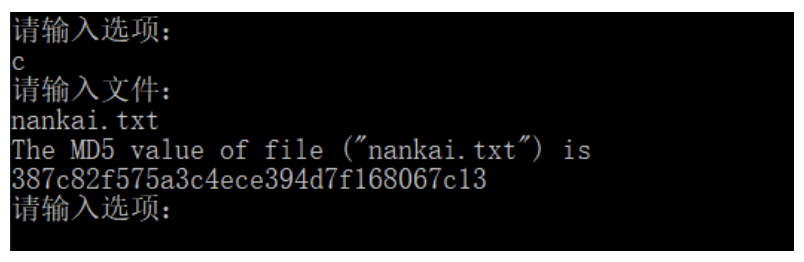 请输入选项:
c
请输入文件:
nankai.txt
The MD5 value of file ("nankai.txt") is
387c82f575a3c4ece394d7f168067c13
请输入选项: